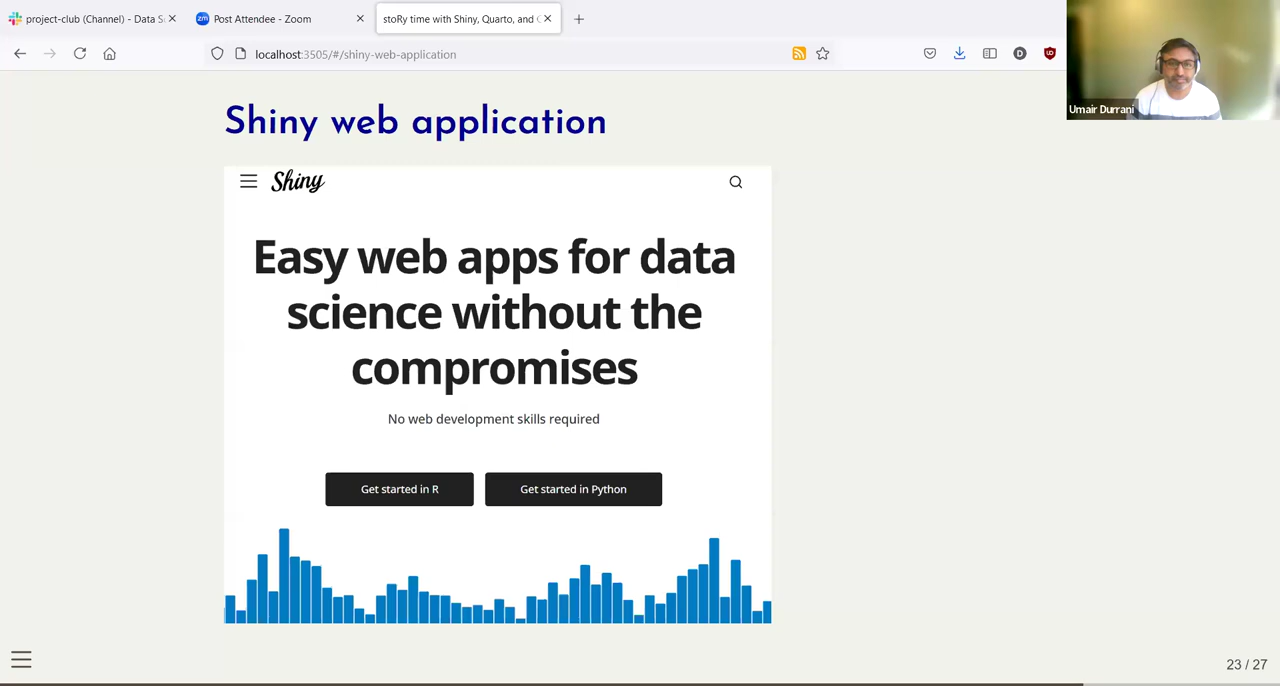 project-club (Channel) - Data S
Post Attendee - Zoom
stoRy time with Shiny, Quarto, and
localhost:3505/#/shiny-web-application
Umair Durrani
Shiny web application
Shiny
Easy web apps for data
science without the
compromises
No web development skills required
Get started in R
Get started in Python
23 / 27